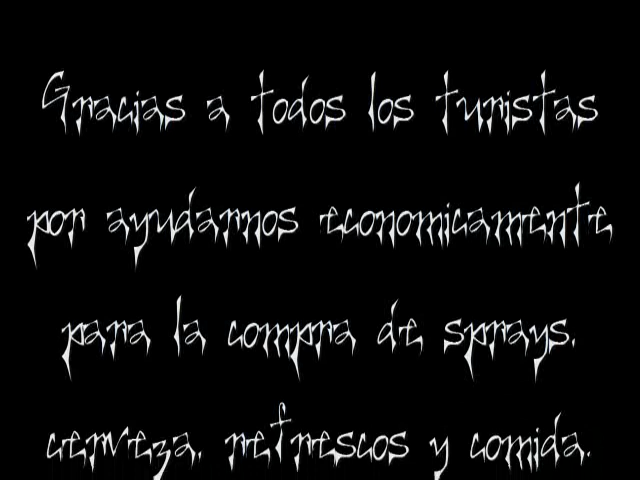 Gracias a todos los turistas
por ayudarnos economicamente
para la compra de sprays.
cerveza. refrescos y comida.